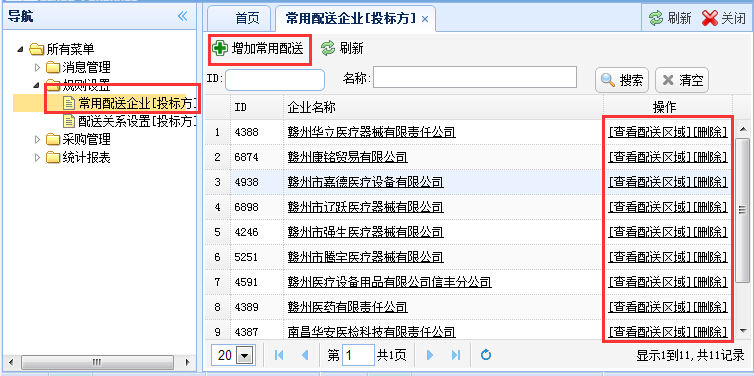 导航
所有菜单
消息管理
规则设置
常用配送企业[投标方]
配送关系设置[投标方]
采购管理
统计报表
首页
常用配送企业[投标方]
刷新 关闭
增加常用配送 刷新
ID: 名称: 搜索 清空
ID 企业名称 操作
1 4388 赣州华立医疗器械有限责任公司 [查看配送区域][删除]
2 6874 赣州康铭贸易有限公司 [查看配送区域][删除]
3 4938 赣州市嘉德医疗设备有限公司 [查看配送区域][删除]
4 6898 赣州市辽跃医疗器械有限公司 [查看配送区域][删除]
5 4246 赣州市强生医疗器械有限公司 [查看配送区域][删除]
6 5251 赣州市腾宇医疗器械有限公司 [查看配送区域][删除]
7 4591 赣州医疗设备用品有限公司信丰分公司 [查看配送区域][删除]
8 4389 赣州医药有限责任公司 [查看配送区域][删除]
9 4387 南昌华安医检科技有限责任公司 [查看配送区域][删除]
20 第 1 共1页 显示1到11,共11记录